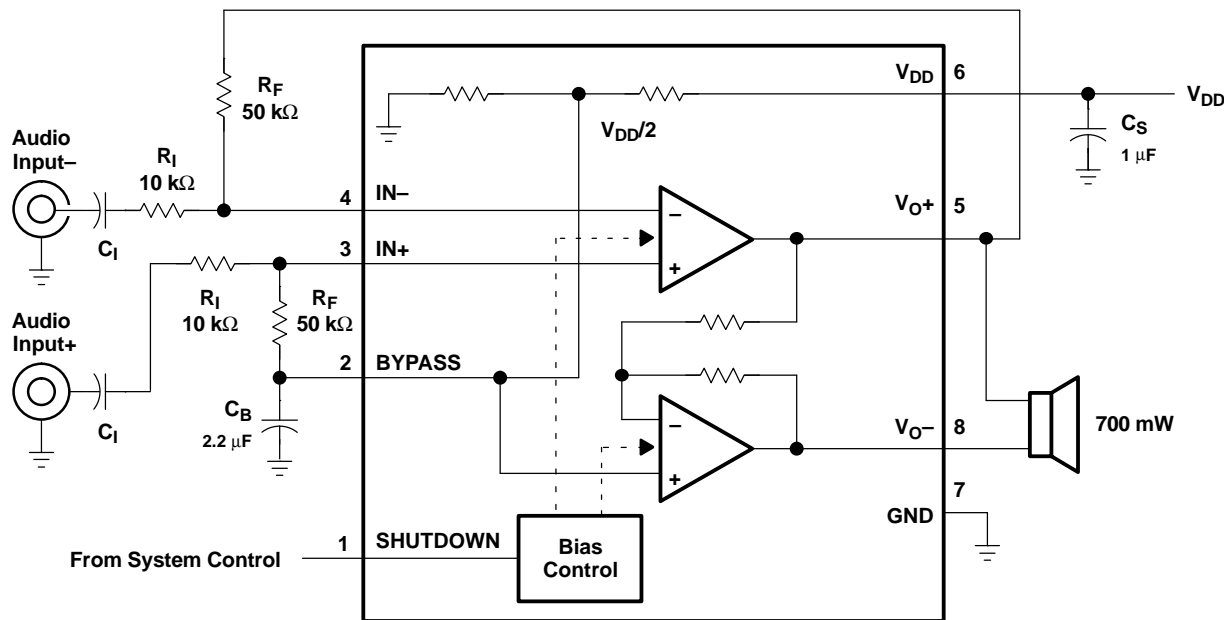 VDD
6
RF
50 kΩ
VDD/2
VDD
CS
1 µF
Audio
Input–
RI
10 kΩ
CI
4
IN–
–
+
VO+
5
3
IN+
RI
10 kΩ
RF
50 kΩ
Audio
Input+
CI
2
BYPASS
CB
2.2 µF
–
+
VO–
8
700 mW
7
GND
From System Control
1
SHUTDOWN
Bias
Control